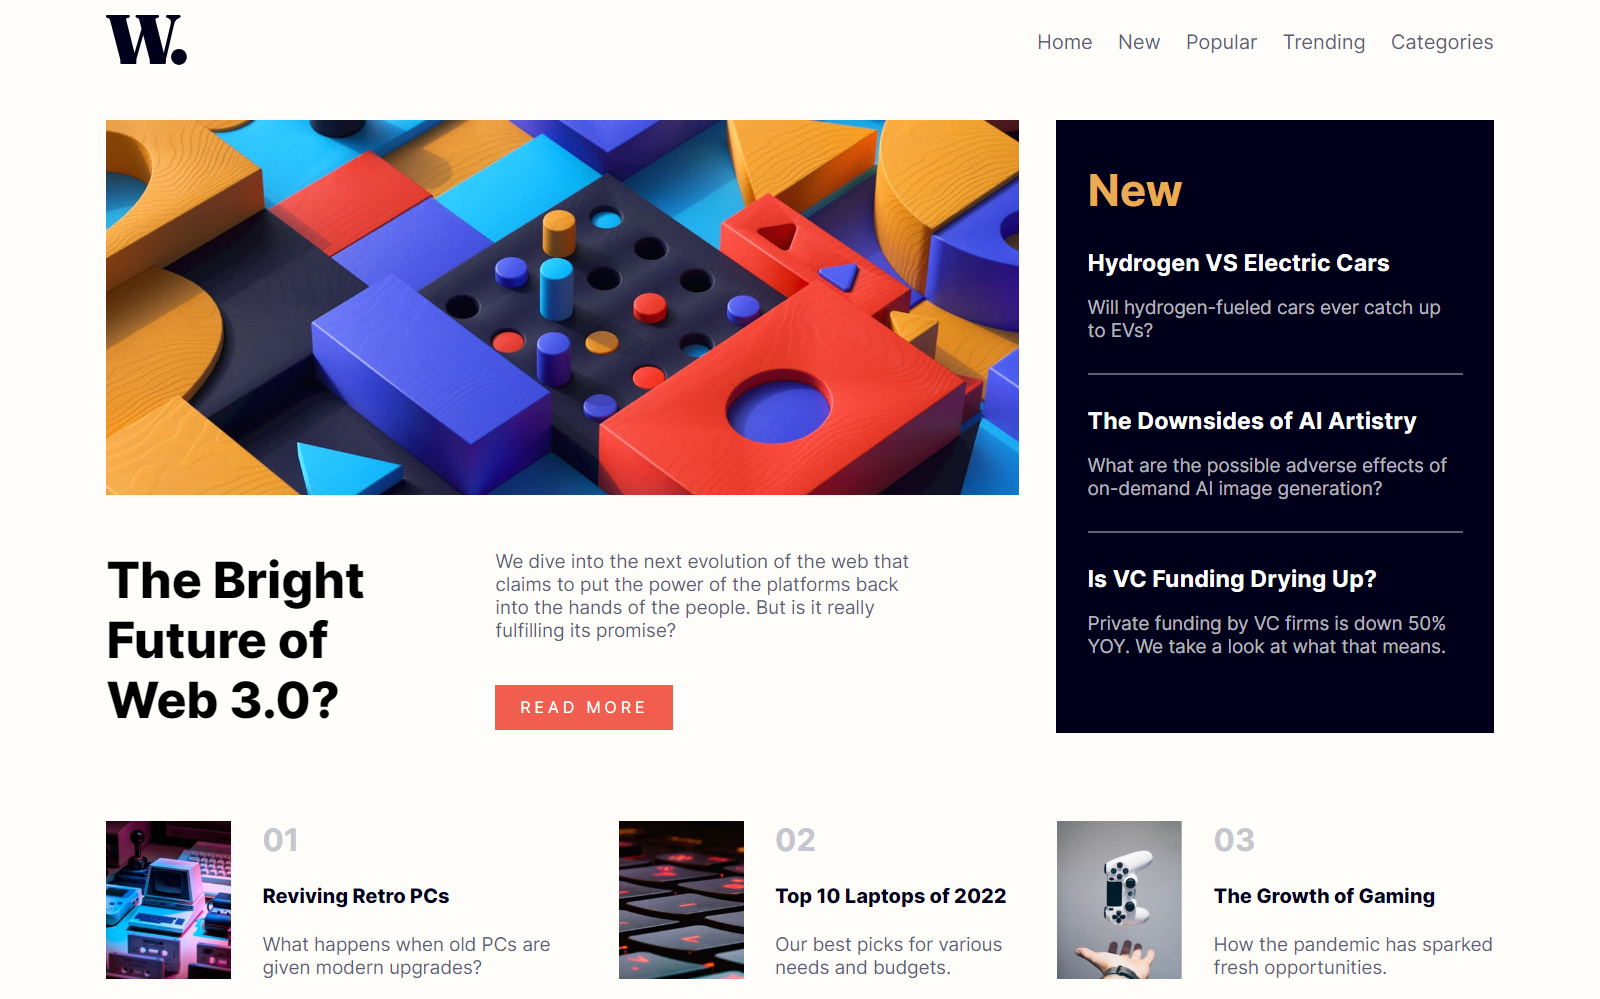 W.
Home New Popular Trending Categories
The Bright
Future of
Web 3.0?
We dive into the next evolution of the web that
claims to put the power of the platforms back
into the hands of the people. But is it really
fulfilling its promise?
READ MORE
New
Hydrogen VS Electric Cars
Will hydrogen-fueled cars ever catch up
to EVs?
The Downsides of AI Artistry
What are the possible adverse effects of
on-demand AI image generation?
Is VC Funding Drying Up?
Private funding by VC firms is down 50%
YOY. We take a look at what that means.
01
Reviving Retro PCs
What happens when old PCs are
given modern upgrades?
02
Top 10 Laptops of 2022
Our best picks for various
needs and budgets.
03
The Growth of Gaming
How the pandemic has sparked
fresh opportunities.